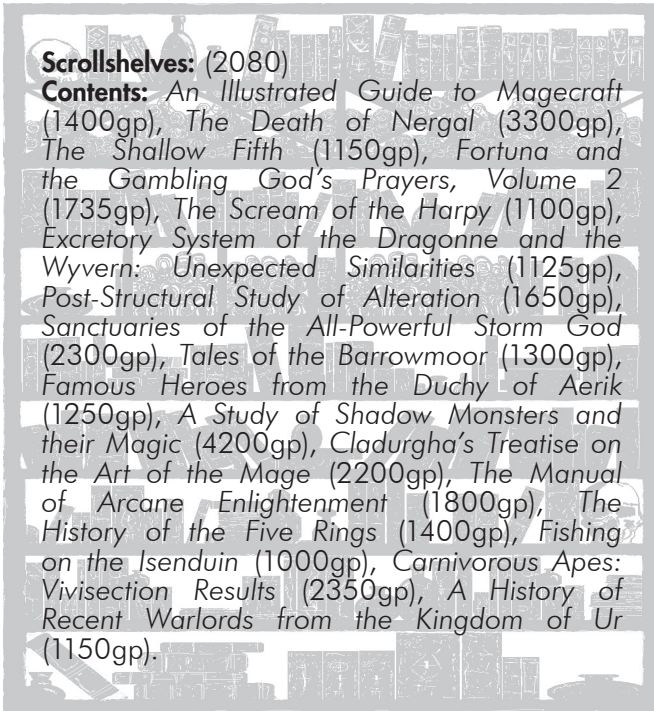 Scrollshelves: (2080)
Contents: An Illustrated Guide to Magecraft
(1400gp), The Death of Nergal (3300gp),
The Shallow Fifth (1150gp), Fortuna and
the Gambling God's Prayers, Volume 2
(1735gp), The Scream of the Harpy (1100gp),
Excretory System of the Dragonne and the
Wyvern: Unexpected Similarities (1125gp),
Post-Structural Study of Alteration (1650gp),
Sanctuaries of the All-Powerful Storm God
(2300gp), Tales of the Barrowmoor (1300gp),
Famous Heroes from the Duchy of Aerik
(1250gp), A Study of Shadow Monsters and
their Magic (4200gp), Cladurgha's Treatise on
the Art of the Mage (2200gp), The Manual
of Arcane Enlightenment (1800gp), The
History of the Five Rings (1400gp), Fishing
on the Isenduin (1000gp), Carnivorous Apes:
Vivisection Results (2350gp), A History of
Recent Warlords from the Kingdom of Ur
(1150gp).